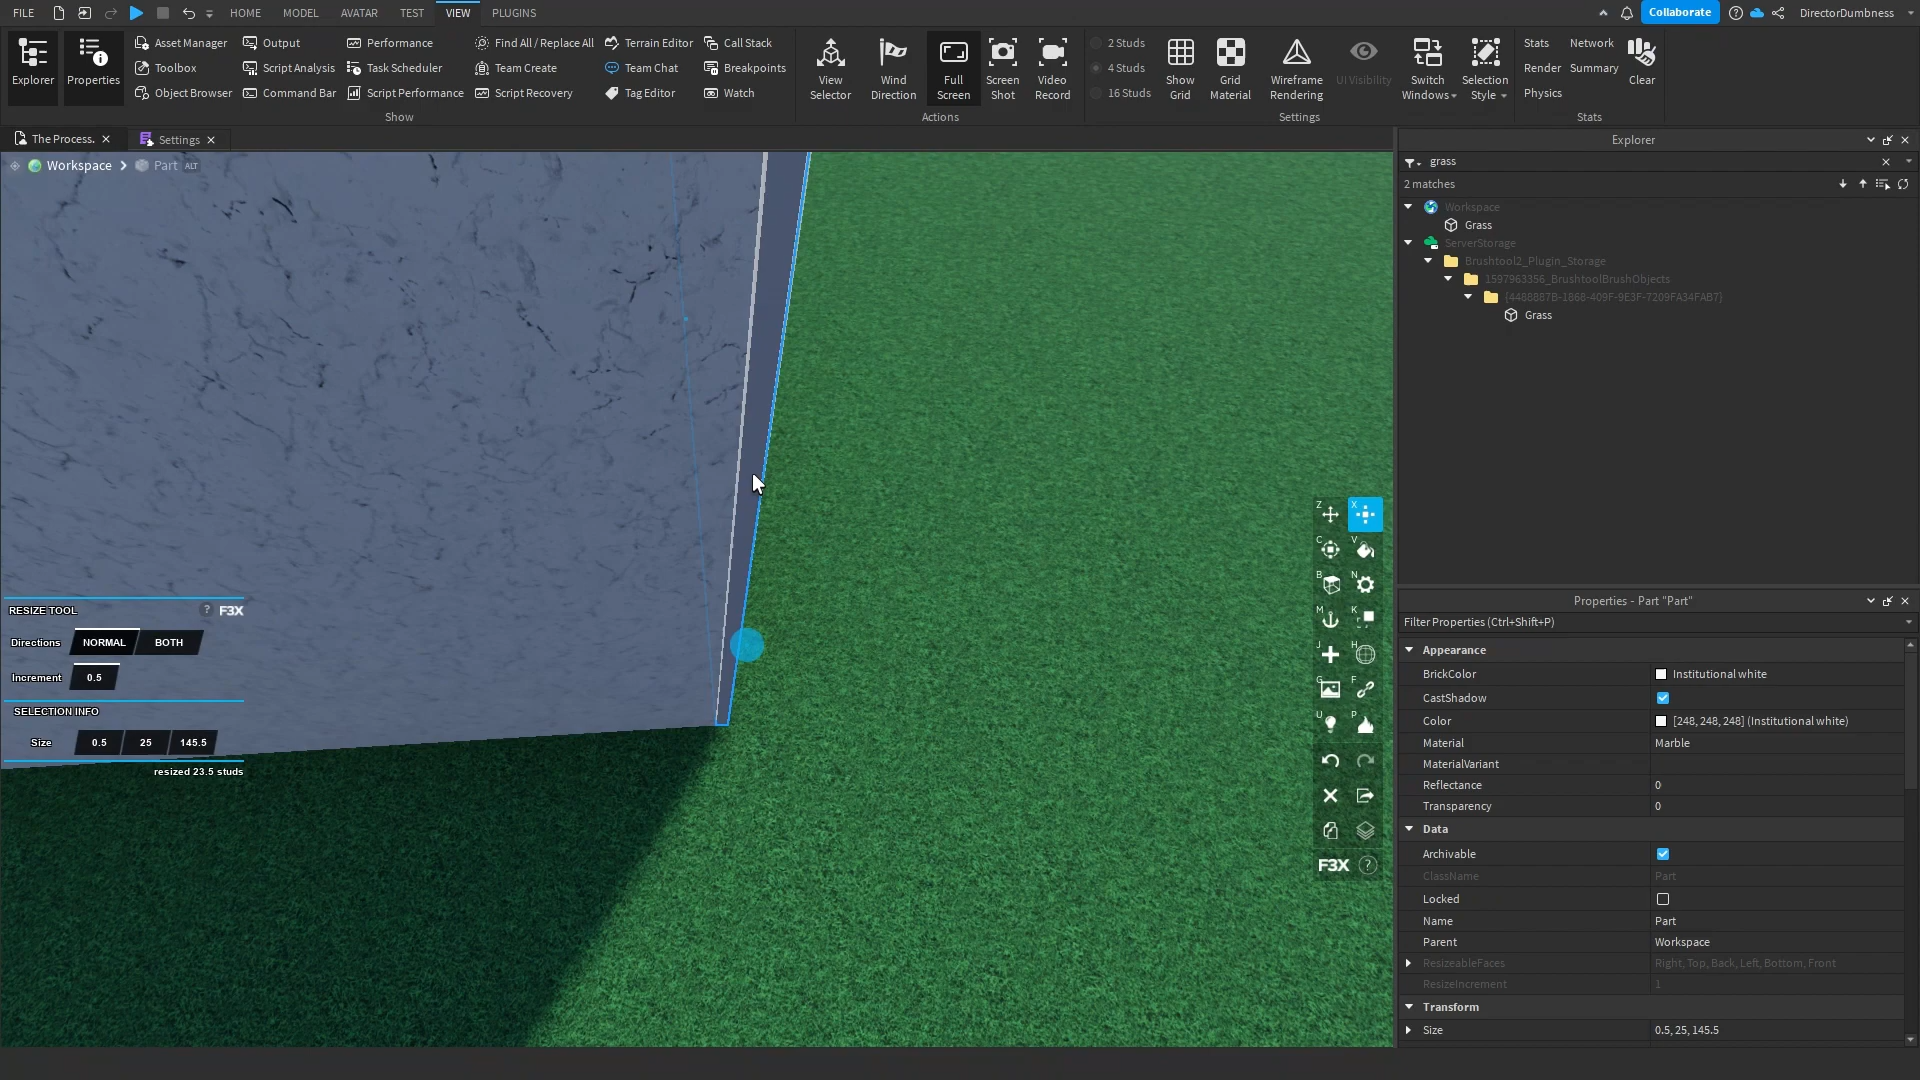 FILE HOME MODEL AVATAR TEST VIEW PLUGINS Collaborate DirectorDumbness
Explorer
Properties
Asset Manager Output Performance Find All / Replace All Terrain Editor Call Stack
Toolbox Script Analysis Task Scheduler Team Create Team Chat Breakpoints
Object Browser Command Bar Script Performance Script Recovery Tag Editor Watch
Show
View Selector
Wind Direction
Full Screen
Screen Shot
Video Record
Actions
2 Studs
4 Studs
16 Studs
Show Grid
Grid Material
Wireframe Rendering
UI Visibility
Switch Windows
Selection Style
Settings
Stats Network
Render Summary
Physics
Clear
Stats
The Process. Settings
Workspace Part ALT
RESIZE TOOL ? F3X
Directions NORMAL BOTH
Increment 0.5
SELECTION INFO
Size 0.5 25 145.5
resized 23.5 studs
Z X
C V
B N
M K
J H
G F
U P
F3X ?
Explorer
grass
2 matches
Workspace
Grass
ServerStorage
Brushtool2_Plugin_Storage
1597963356_BrushtoolBrushObjects
{4488887B-1868-409F-9E3F-7209FA34FAB7}
Grass
Properties - Part "Part"
Filter Properties (Ctrl+Shift+P)
Appearance
BrickColor Institutional white
CastShadow
Color [248, 248, 248] (Institutional white)
Material Marble
MaterialVariant
Reflectance 0
Transparency 0
Data
Archivable
ClassName Part
Locked
Name Part
Parent Workspace
ResizeableFaces Right, Top, Back, Left, Bottom, Front
ResizeIncrement 1
Transform
Size 0.5, 25, 145.5